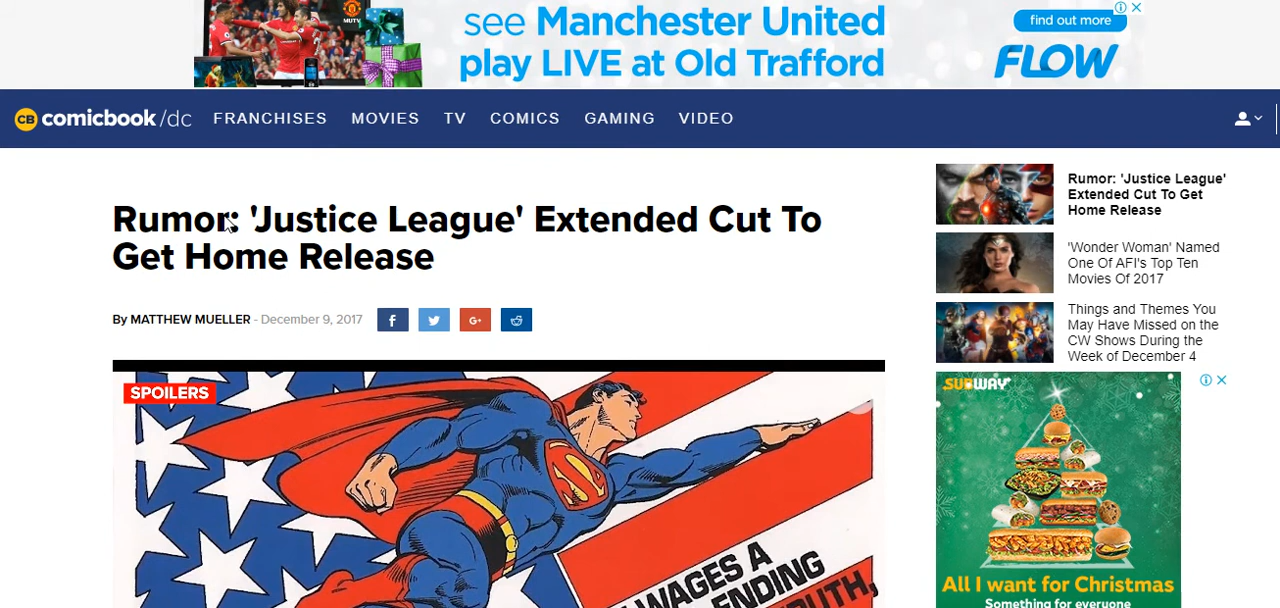 see Manchester United
play LIVE at Old Trafford
find out more
FLOW
MUTV
CB comicbook/dc FRANCHISES MOVIES TV COMICS GAMING VIDEO
Rumor: 'Justice League' Extended Cut To
Get Home Release
By MATTHEW MUELLER - December 9, 2017
SPOILERS
WAGES A
ENDING
TRUTH,
Rumor: 'Justice League'
Extended Cut To Get
Home Release
'Wonder Woman' Named
One Of AFI's Top Ten
Movies Of 2017
Things and Themes You
May Have Missed on the
CW Shows During the
Week of December 4
SUBWAY
All I want for Christmas
Something for everyone